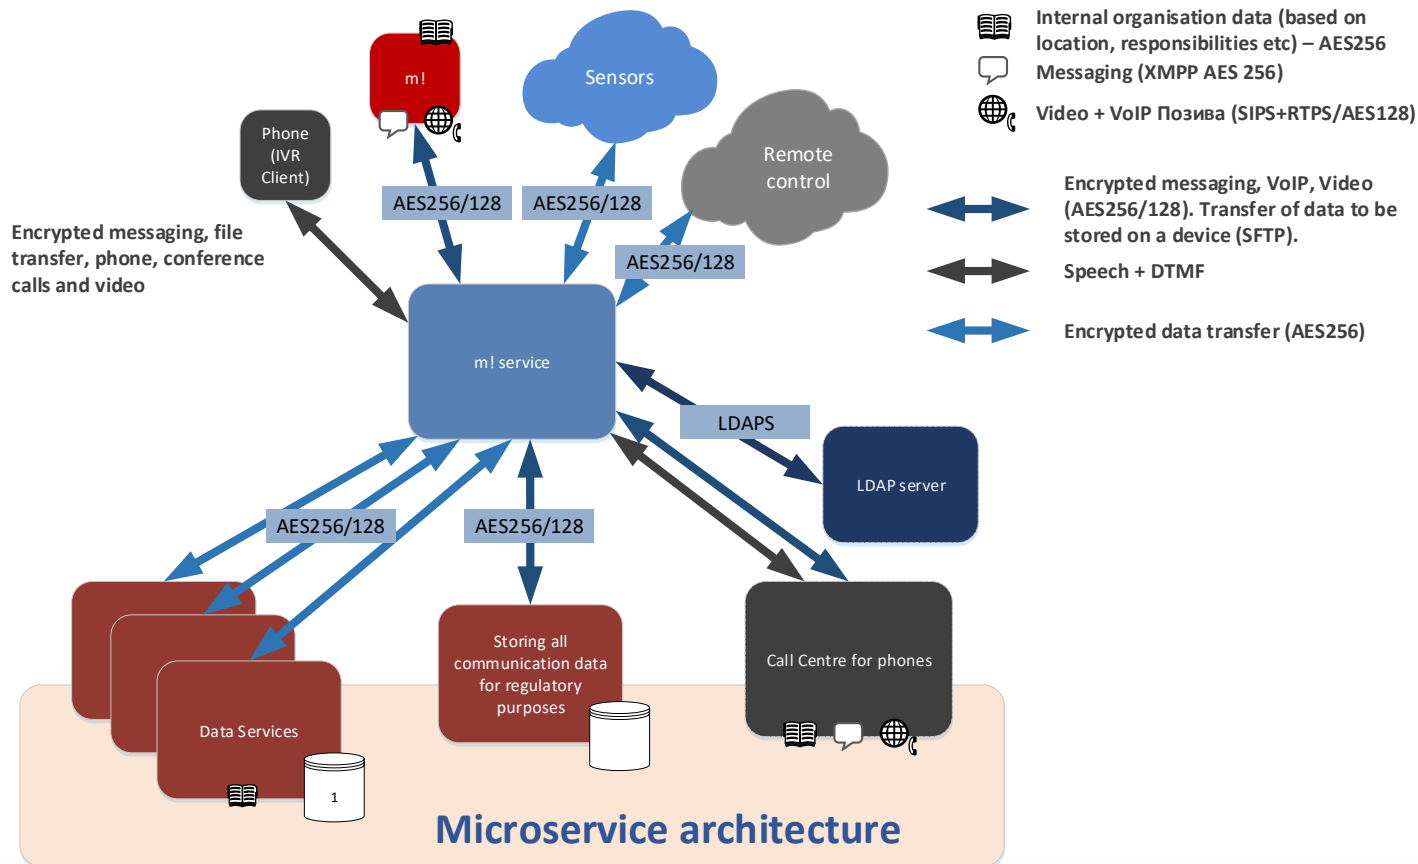 m!
Sensors
Phone
(IVR
Client)
Remote
control
AES256/128
AES256/128
AES256/128
Encrypted messaging, file
transfer, phone, conference
calls and video
m! service
LDAPS
LDAP server
AES256/128
AES256/128
Storing all
communication data
for regulatory
purposes
Call Centre for phones
Data Services
1
Microservice architecture
Internal organisation data (based on
location, responsibilities etc) – AES256
Messaging (XMPP AES 256)
Video + VoIP Позива (SIPS+RTPS/AES128)
Encrypted messaging, VoIP, Video
(AES256/128). Transfer of data to be
stored on a device (SFTP).
Speech + DTMF
Encrypted data transfer (AES256)